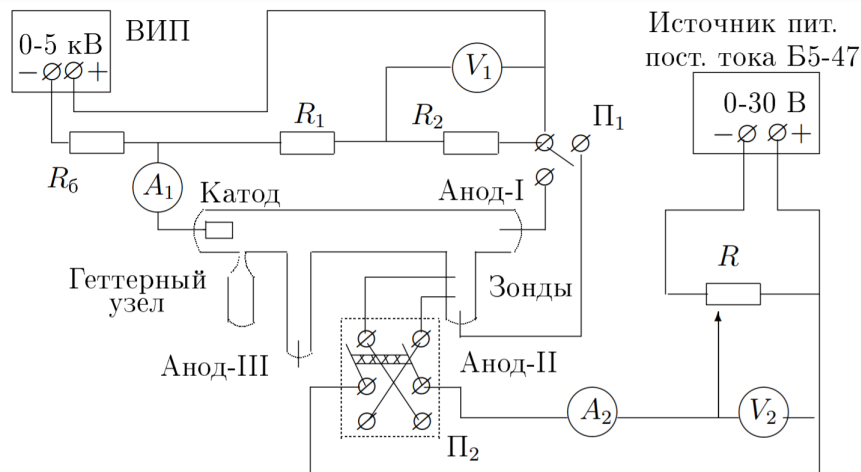 ВИП
0-5 кВ
− +
Источник пит.
пост. тока Б5-47
0-30 В
− +
V₁
R₁
R₂
П₁
R_б
A₁
Катод
Анод-I
R
Геттерный
узел
Зонды
Анод-III
Анод-II
A₂
V₂
П₂